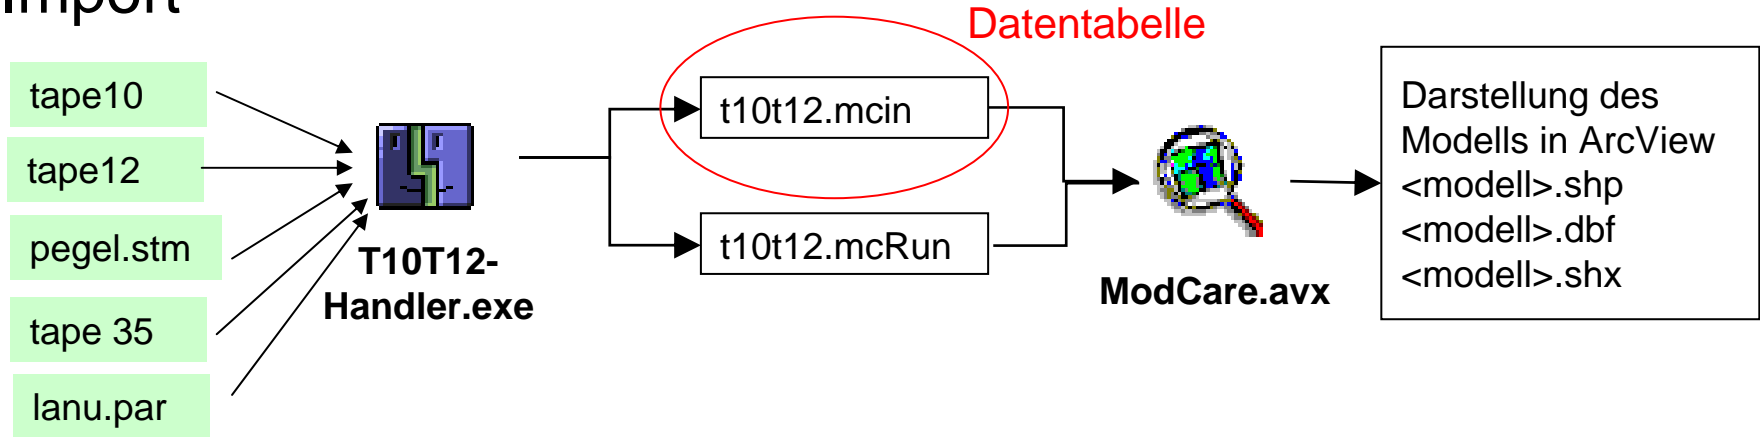 Import
Datentabelle
tape10
tape12
pegel.stm
tape 35
lanu.par
T10T12-
Handler.exe
t10t12.mcin
t10t12.mcRun
ModCare.avx
Darstellung des
Modells in ArcView
<modell>.shp
<modell>.dbf
<modell>.shx